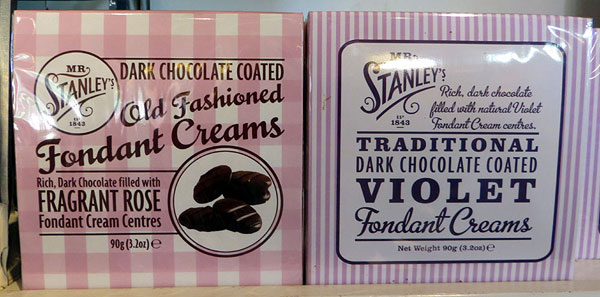 MR
STANLEY'S
EST
1843
DARK CHOCOLATE COATED
Old Fashioned
Fondant Creams
Rich, Dark Chocolate filled with
FRAGRANT ROSE
Fondant Cream Centres
90g (3.2oz) ℮
MR
STANLEY'S
EST
1843
Rich, dark chocolate
filled with natural Violet
Fondant Cream centres.
TRADITIONAL
DARK CHOCOLATE COATED
VIOLET
Fondant Creams
Net Weight 90g (3.2oz) ℮